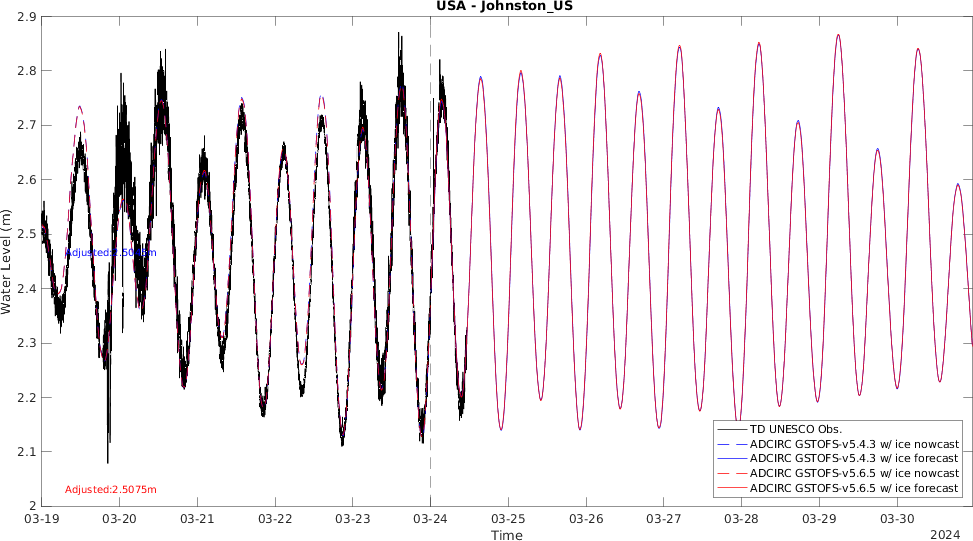 USA - Johnston_US
2.9
2.8
2.7
2.6
2.5
2.4
2.3
2.2
2.1
2
Water Level (m)
Adjusted:2.5075m
TD UNESCO Obs.
ADCIRC GSTOFS-v5.4.3 w/ ice nowcast
ADCIRC GSTOFS-v5.4.3 w/ ice forecast
ADCIRC GSTOFS-v5.6.5 w/ ice nowcast
ADCIRC GSTOFS-v5.6.5 w/ ice forecast
03-19 03-20 03-21 03-22 03-23 03-24 03-25 03-26 03-27 03-28 03-29 03-30
Time
2024